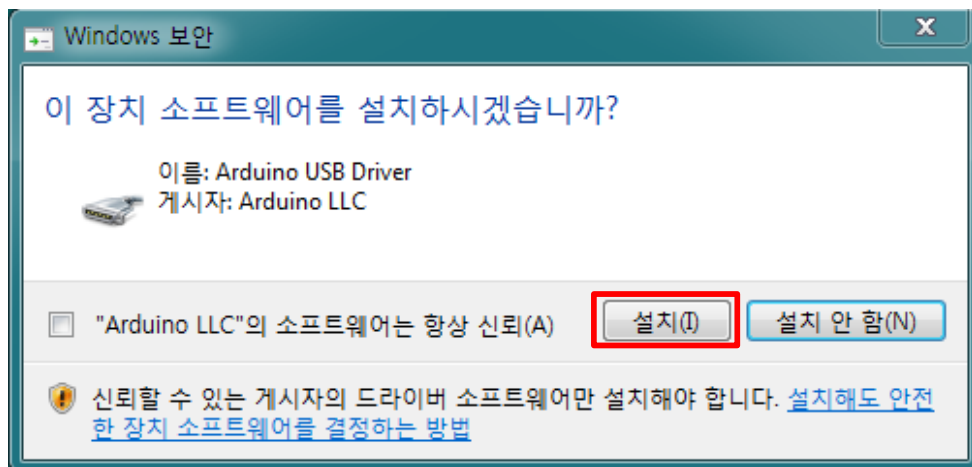 Windows 보안
이 장치 소프트웨어를 설치하시겠습니까?
이름: Arduino USB Driver
게시자: Arduino LLC
"Arduino LLC"의 소프트웨어는 항상 신뢰(A) 설치(I) 설치 안 함(N)
신뢰할 수 있는 게시자의 드라이버 소프트웨어만 설치해야 합니다. 설치해도 안전
한 장치 소프트웨어를 결정하는 방법